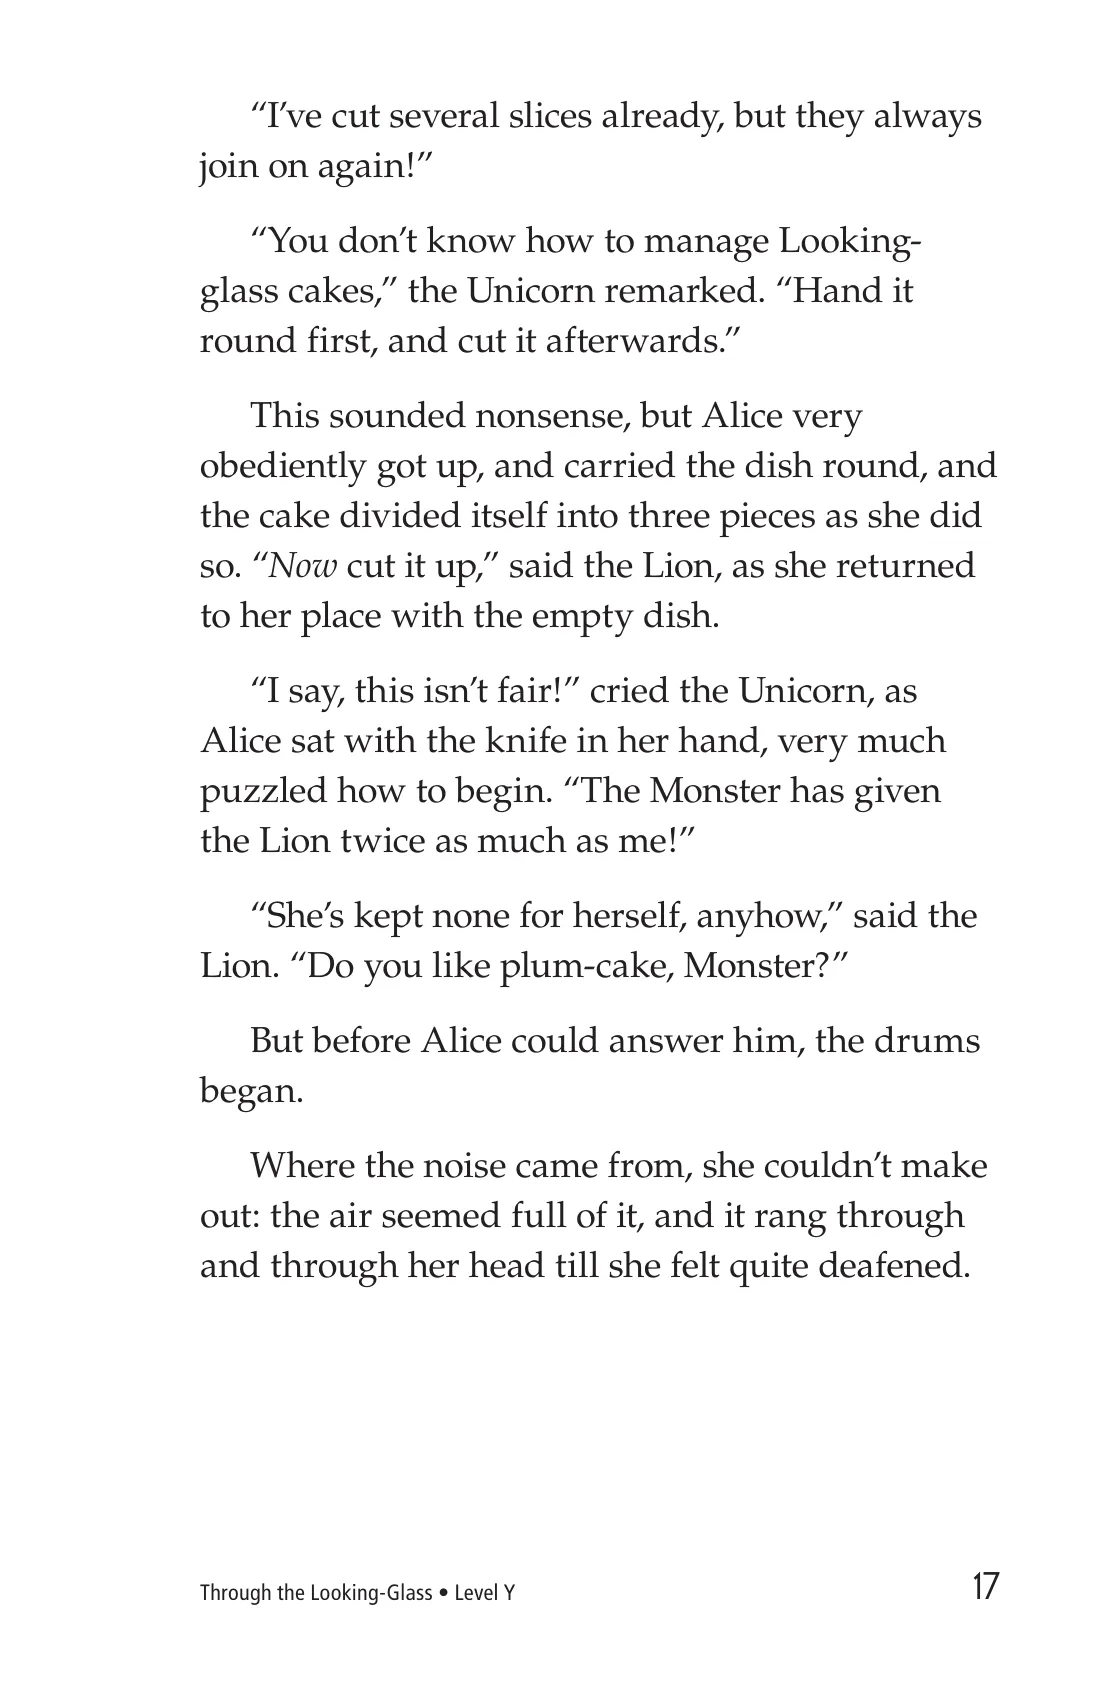 “I’ve cut several slices already, but they always
join on again!”
“You don’t know how to manage Looking-
glass cakes,” the Unicorn remarked. “Hand it
round first, and cut it afterwards.”
This sounded nonsense, but Alice very
obediently got up, and carried the dish round, and
the cake divided itself into three pieces as she did
so. “Now cut it up,” said the Lion, as she returned
to her place with the empty dish.
“I say, this isn’t fair!” cried the Unicorn, as
Alice sat with the knife in her hand, very much
puzzled how to begin. “The Monster has given
the Lion twice as much as me!”
“She’s kept none for herself, anyhow,” said the
Lion. “Do you like plum-cake, Monster?”
But before Alice could answer him, the drums
began.
Where the noise came from, she couldn’t make
out: the air seemed full of it, and it rang through
and through her head till she felt quite deafened.
Through the Looking-Glass • Level Y 17